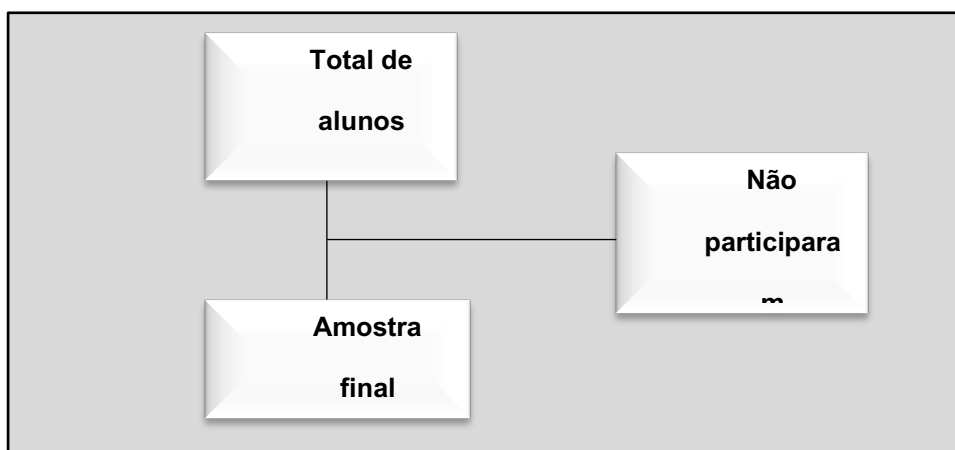 Total de
alunos
Não
participara
m
Amostra
final